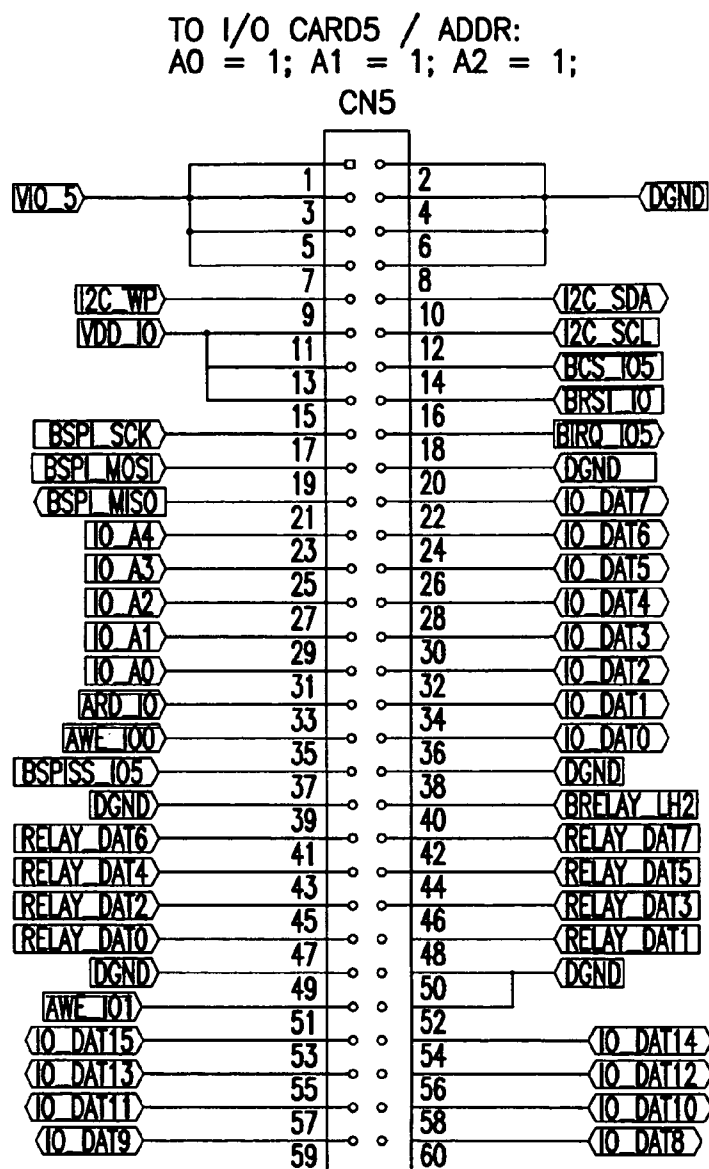 TO I/O CARD5 / ADDR:
A0 = 1; A1 = 1; A2 = 1;
CN5
1 2
VIO_5 DGND
3 4
5 6
7 8
I2C_WP I2C_SDA
9 10
VDD_IO I2C_SCL
11 12
BCS_IO5
13 14
BRST_IO
15 16
BSPI_SCK BIRQ_IO5
17 18
BSPI_MOSI DGND
19 20
BSPI_MISO IO_DAT7
21 22
IO_A4 IO_DAT6
23 24
IO_A3 IO_DAT5
25 26
IO_A2 IO_DAT4
27 28
IO_A1 IO_DAT3
29 30
IO_A0 IO_DAT2
31 32
ARD_IO IO_DAT1
33 34
AWE_IO0 IO_DAT0
35 36
BSPISS_IO5 DGND
37 38
DGND BRELAY_LH2
39 40
RELAY_DAT6 RELAY_DAT7
41 42
RELAY_DAT4 RELAY_DAT5
43 44
RELAY_DAT2 RELAY_DAT3
45 46
RELAY_DAT0 RELAY_DAT1
47 48
DGND DGND
49 50
AWE_IO1
51 52
IO_DAT15 IO_DAT14
53 54
IO_DAT13 IO_DAT12
55 56
IO_DAT11 IO_DAT10
57 58
IO_DAT9 IO_DAT8
59 60